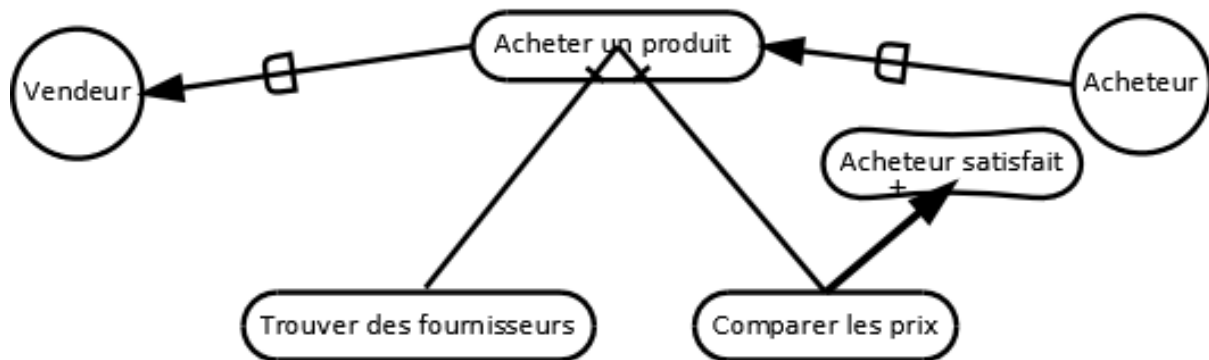 Acheter un produit
Vendeur
Acheteur
Acheteur satisfait
+
Trouver des fournisseurs
Comparer les prix